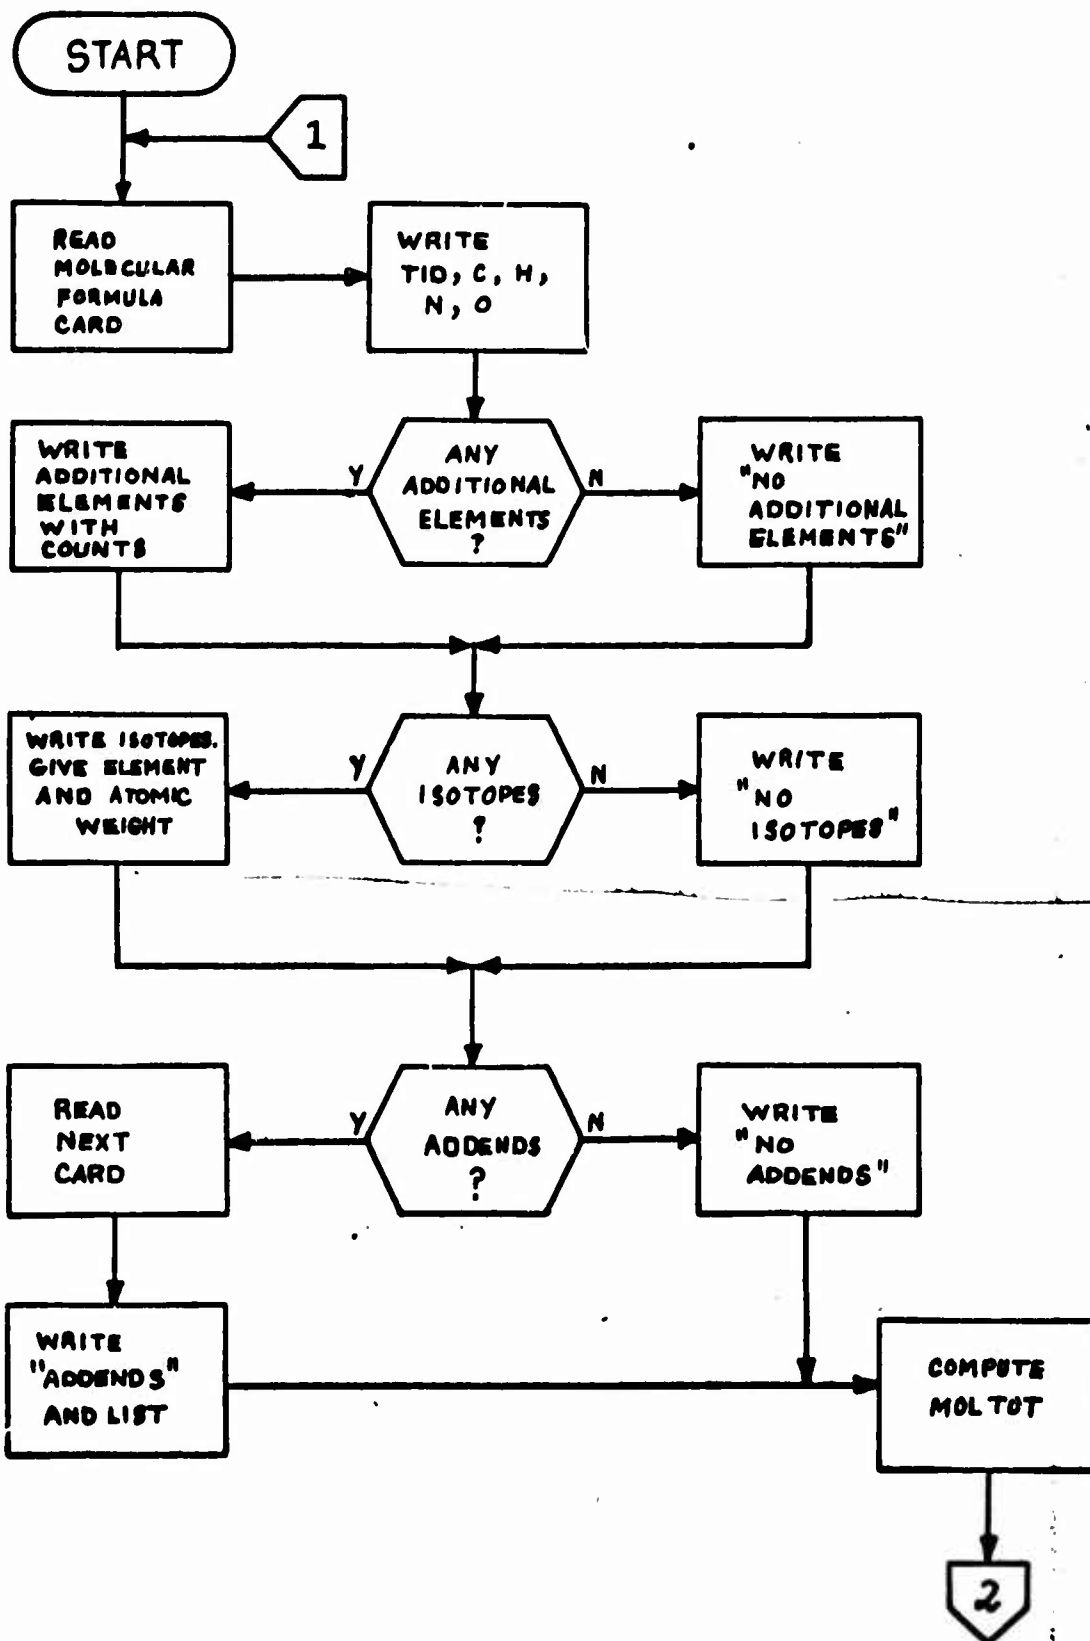 START
1
READ
MOLECULAR
FORMULA
CARD
WRITE
TID, C, H,
N, O
WRITE
ADDITIONAL
ELEMENTS
WITH
COUNTS
Y
ANY
ADDITIONAL
ELEMENTS
?
N
WRITE
"NO
ADDITIONAL
ELEMENTS"
WRITE ISOTOPES.
GIVE ELEMENT
AND ATOMIC
WEIGHT
Y
ANY
ISOTOPES
?
N
WRITE
"NO
ISOTOPES"
READ
NEXT
CARD
Y
ANY
ADDENDS
?
N
WRITE
"NO
ADDENDS"
WRITE
"ADDENDS"
AND LIST
COMPUTE
MOL TOT
2